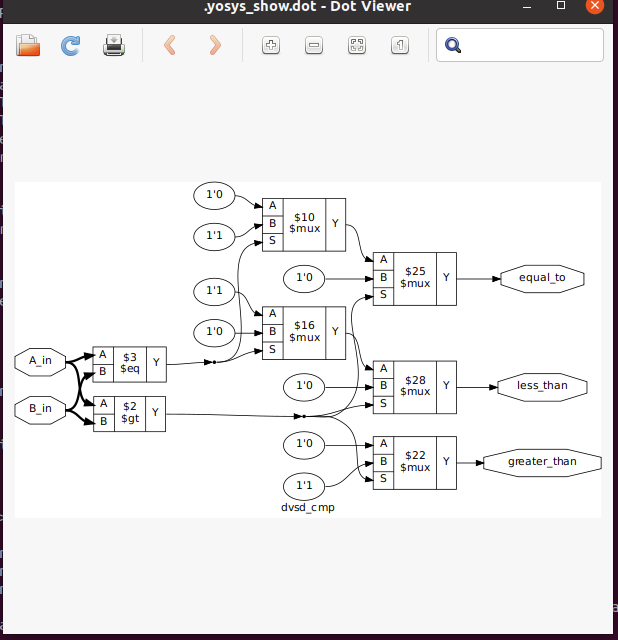 .yosys_show.dot - Dot Viewer
1'0
A
B
S
$10
$mux
Y
1'1
A
B
S
$25
$mux
Y
equal_to
1'0
1'1
A
B
S
$16
$mux
Y
1'0
A_in
A
B
$3
$eq
Y
1'0
A
B
S
$28
$mux
Y
less_than
B_in
A
B
$2
$gt
Y
1'0
A
B
S
$22
$mux
Y
greater_than
1'1
dvsd_cmp